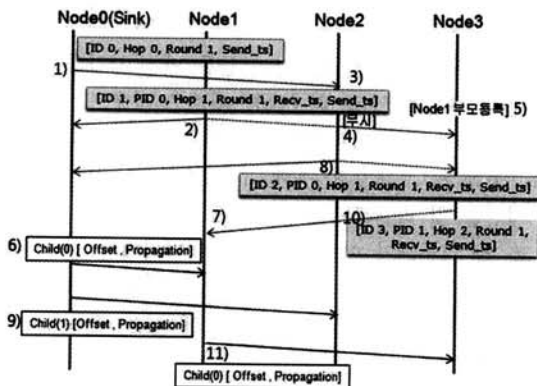 Node0(Sink) Node1 Node2 Node3
[ID 0, Hop 0, Round 1, Send_ts]
1)
3)
[ID 1, PID 0, Hop 1, Round 1, Recv_ts, Send_ts]
[Node1 부모등록] 5)
2)
[무시]
4)
8)
[ID 2, PID 0, Hop 1, Round 1, Recv_ts, Send_ts]
7)
10)
[ID 3, PID 1, Hop 2, Round 1,
Recv_ts, Send_ts]
6)
Child(0) [ Offset , Propagation]
9)
Child(1) [Offset , Propagation]
11)
Child(0) [ Offset , Propagation]